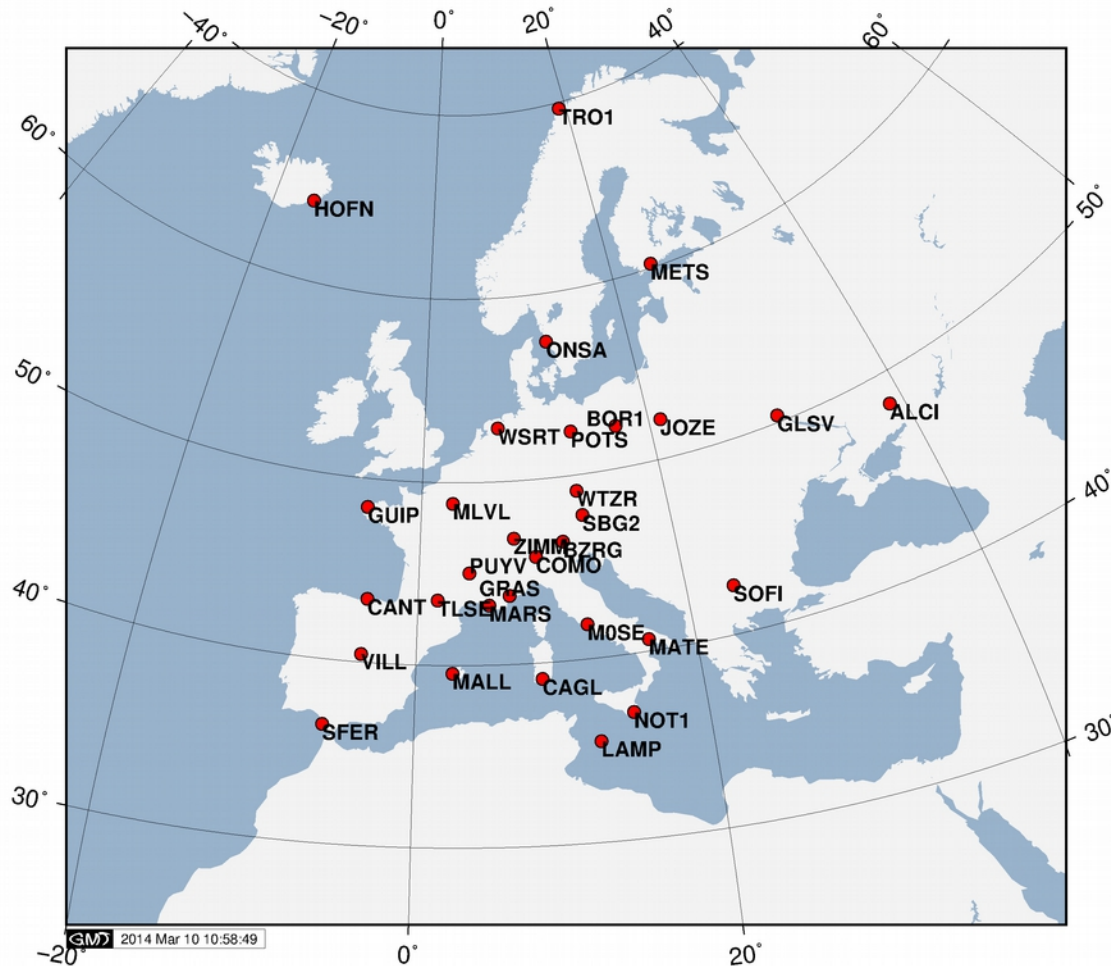 −40° −20° 0° 20° 40° 60°
60°
50°
40°
30°
50°
40°
30°
TRO1
HOFN
METS
ONSA
ALCI
BOR1
JOZE
GLSV
WSRT
POTS
WTZR
MLVL
GUIP
SBG2
ZIMM
BZRG
PUYV
COMO
GRAS
SOFI
CANT
TLSE
MARS
M0SE
MATE
VILL
MALL
CAGL
NOT1
SFER
LAMP
GMT 2014 Mar 10 10:58:49
−20° 0° 20°